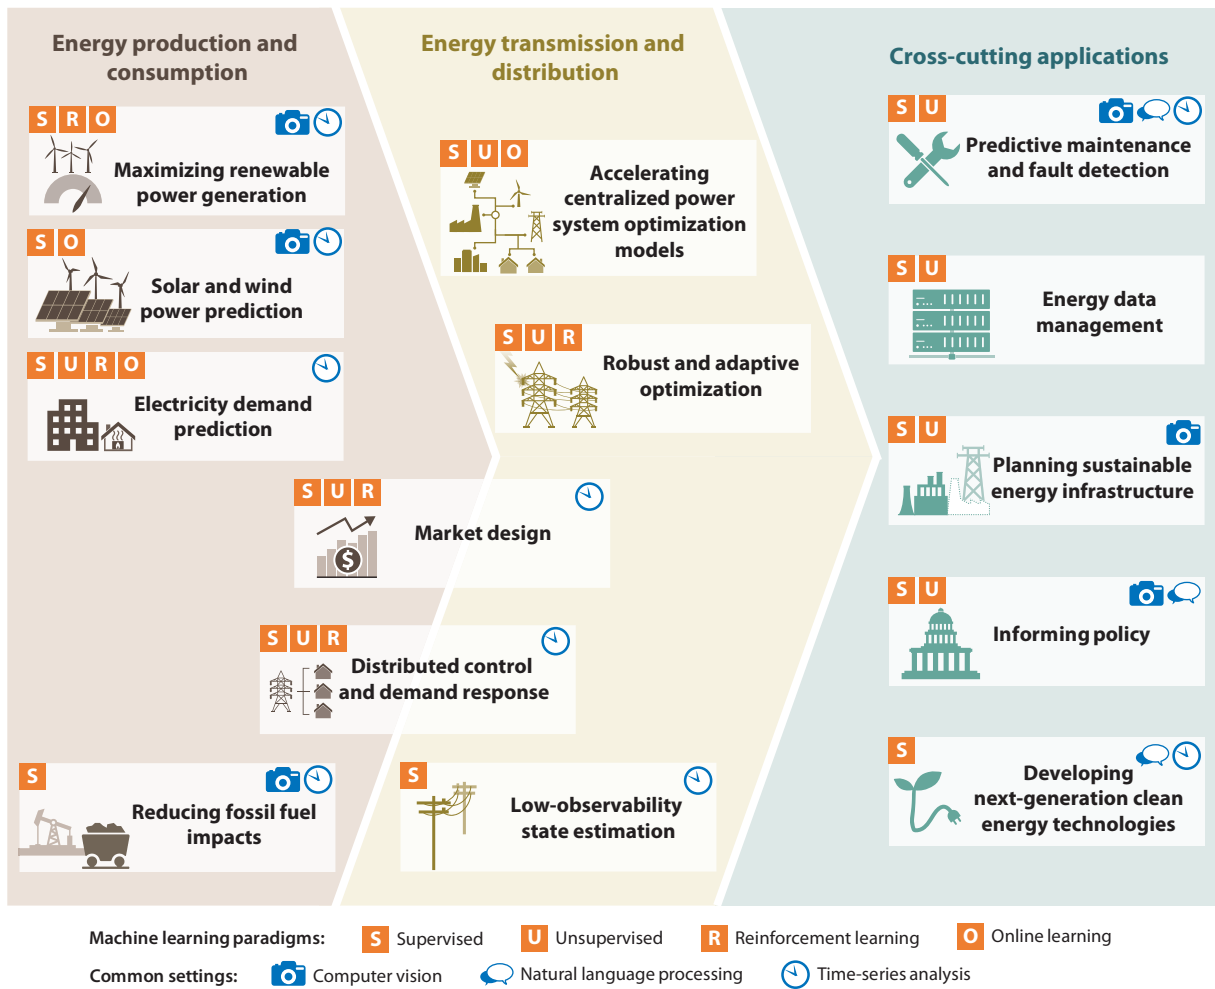 Energy production and
consumption
S R O
Maximizing renewable
power generation
S O
Solar and wind
power prediction
S U R O
Electricity demand
prediction
S U R
$
Market design
S U R
Distributed control
and demand response
S
Reducing fossil fuel
impacts
Energy transmission and
distribution
S U O
Accelerating
centralized power
system optimization
models
S U R
Robust and adaptive
optimization
S
Low-observability
state estimation
Cross-cutting applications
S U
Predictive maintenance
and fault detection
S U
Energy data
management
S U
Planning sustainable
energy infrastructure
S U
Informing policy
S
Developing
next-generation clean
energy technologies
Machine learning paradigms: S Supervised U Unsupervised R Reinforcement learning O Online learning
Common settings: Computer vision Natural language processing Time-series analysis